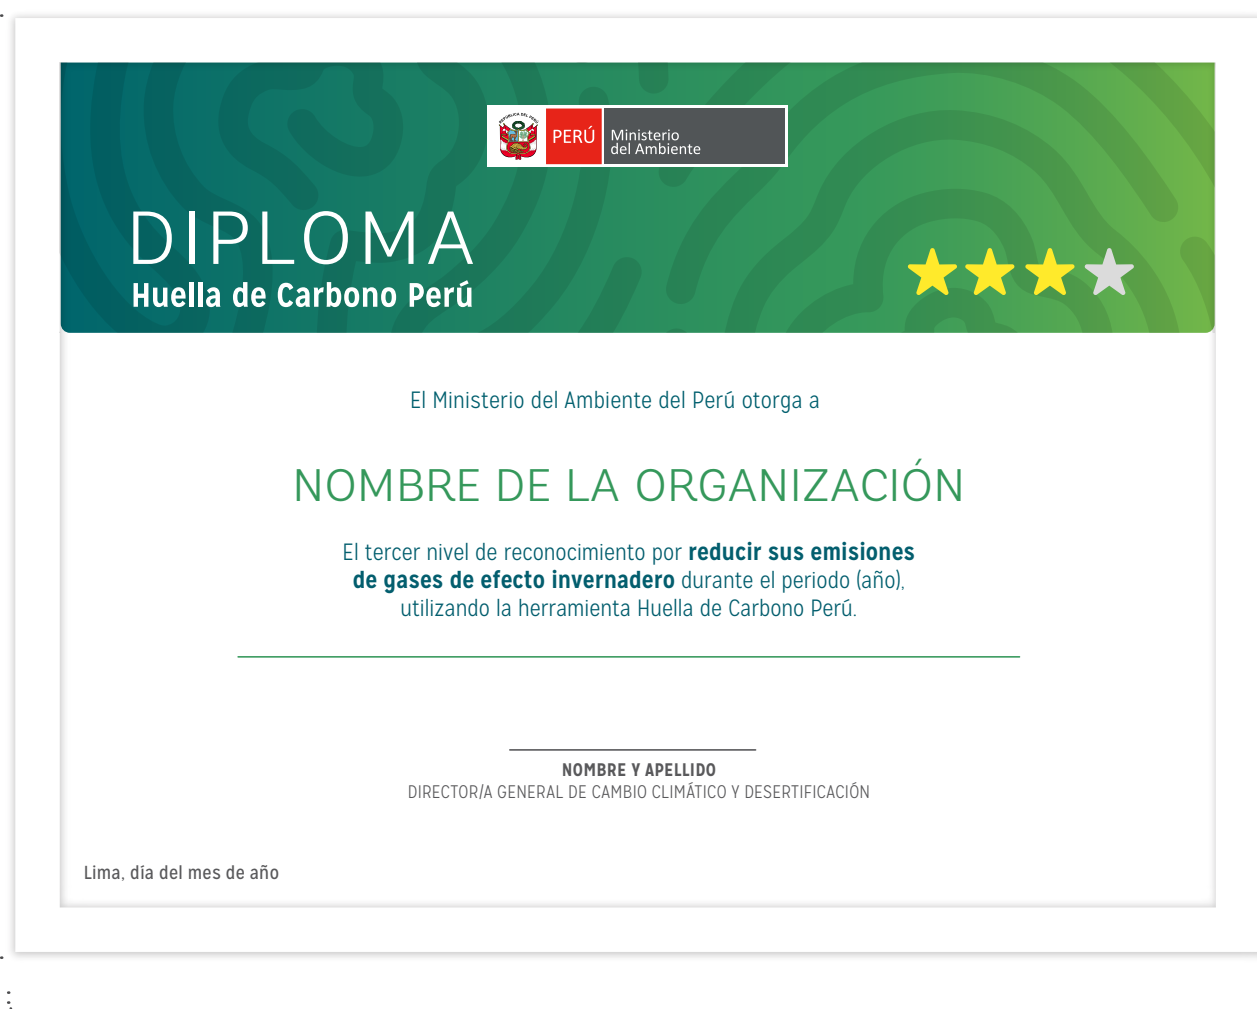 PERÚ
Ministerio
del Ambiente
DIPLOMA
Huella de Carbono Perú
El Ministerio del Ambiente del Perú otorga a
NOMBRE DE LA ORGANIZACIÓN
El tercer nivel de reconocimiento por reducir sus emisiones
de gases de efecto invernadero durante el periodo (año),
utilizando la herramienta Huella de Carbono Perú.
NOMBRE Y APELLIDO
DIRECTOR/A GENERAL DE CAMBIO CLIMÁTICO Y DESERTIFICACIÓN
Lima, día del mes de año